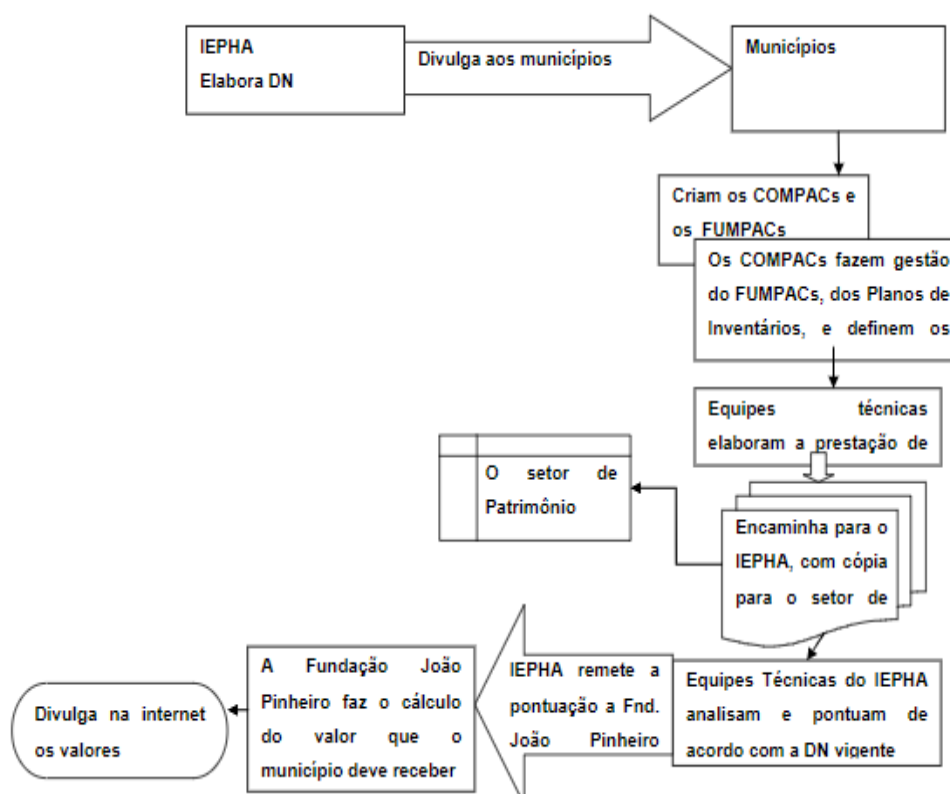 IEPHA
Elabora DN
Divulga aos municípios
Municípios
Criam os COMPACs e
os FUMPACs
Os COMPACs fazem gestão
do FUMPACs, dos Planos de
Inventários, e definem os
Equipes técnicas
elaboram a prestação de
O setor de
Patrimônio
Encaminha para o
IEPHA, com cópia
para o setor de
Equipes Técnicas do IEPHA
analisam e pontuam de
acordo com a DN vigente
IEPHA remete a
pontuação a Fnd.
João Pinheiro
A Fundação João
Pinheiro faz o cálculo
do valor que o
município deve receber
Divulga na internet
os valores